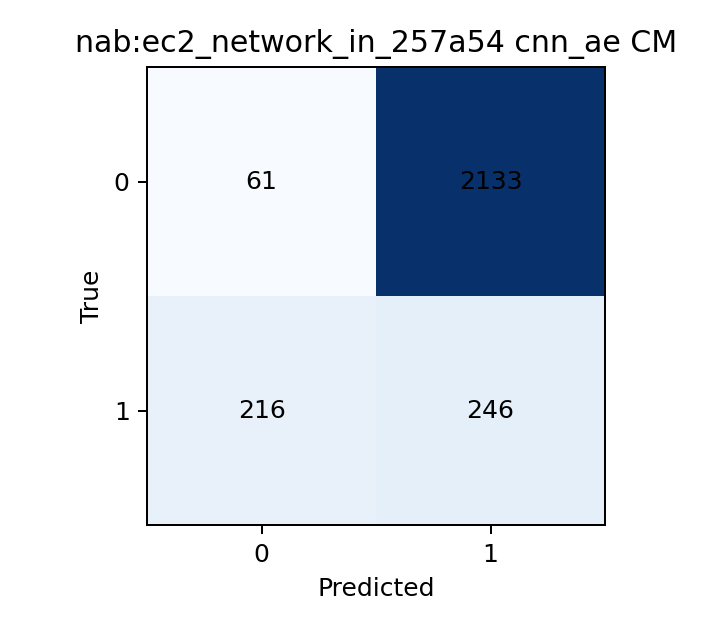 nab:ec2_network_in_257a54 cnn_ae CM
0
61
2133
True
1
216
246
0
1
Predicted